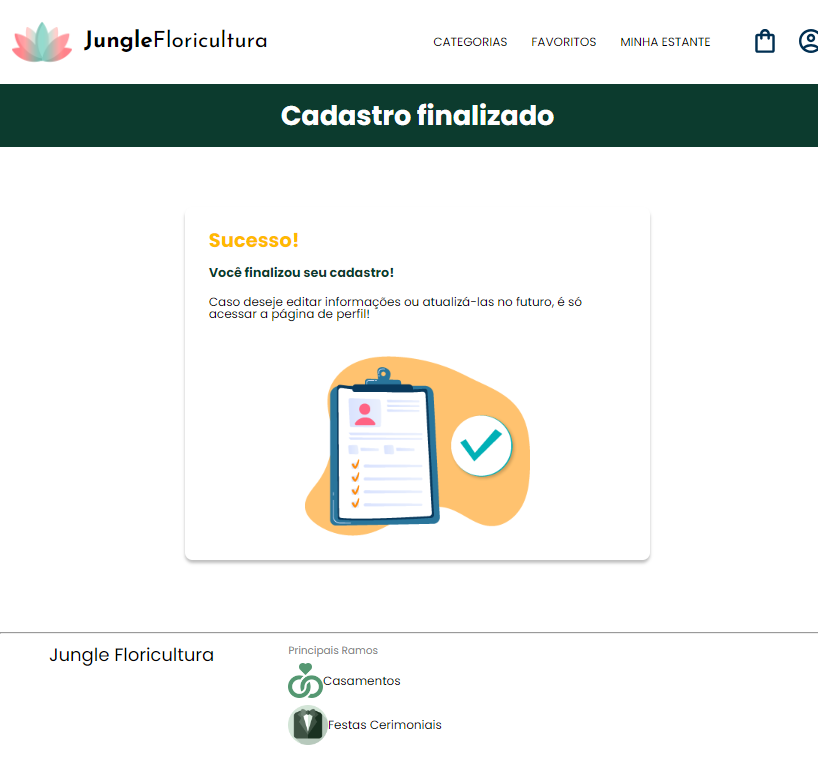 JungleFloricultura
CATEGORIAS FAVORITOS MINHA ESTANTE
Cadastro finalizado
Sucesso!
Você finalizou seu cadastro!
Caso deseje editar informações ou atualizá-las no futuro, é só
acessar a página de perfil!
Jungle Floricultura
Principais Ramos
Casamentos
Festas Cerimoniais